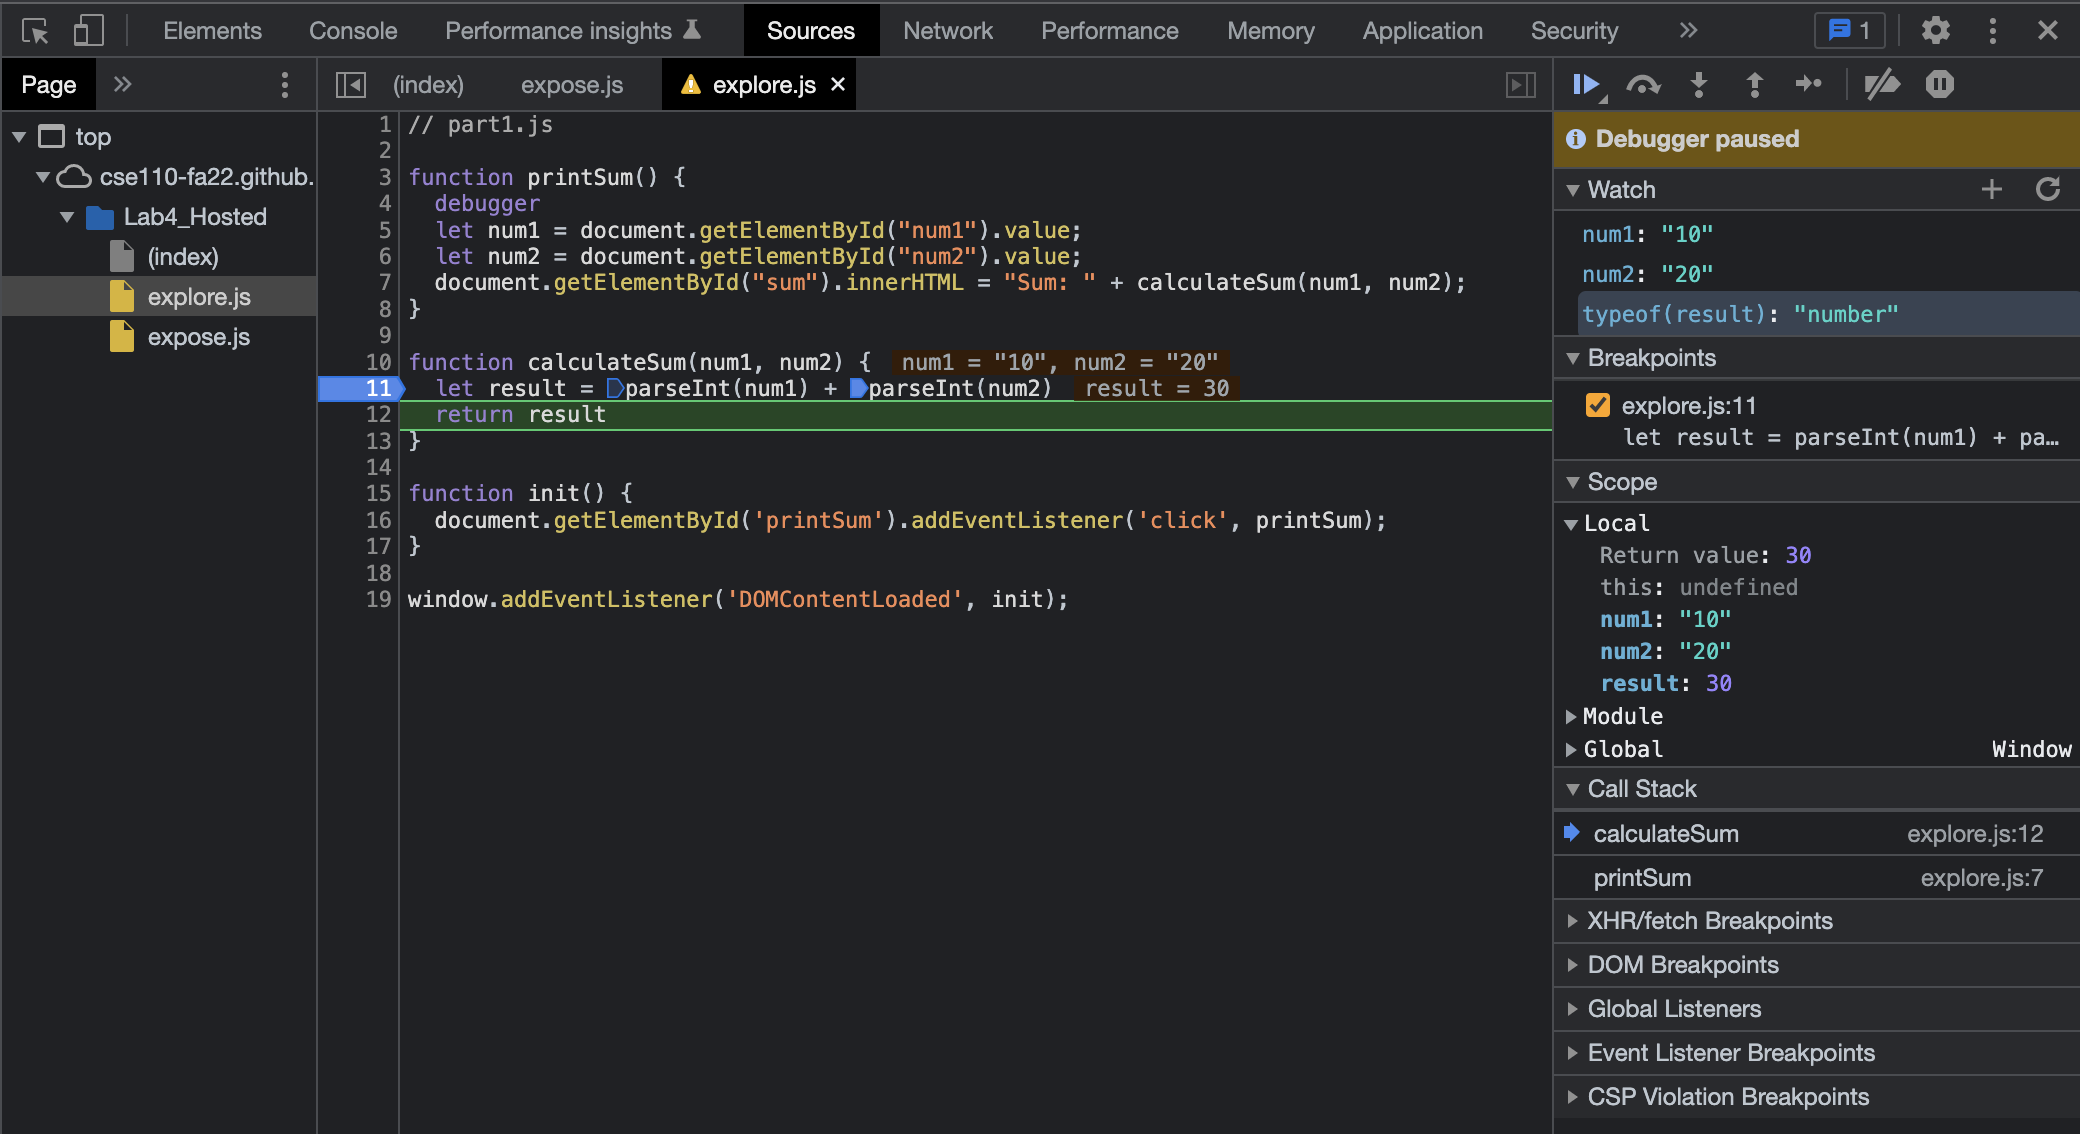 Elements Console Performance insights Sources Network Performance Memory Application Security 1
Page (index) expose.js explore.js
top
cse110-fa22.github.
Lab4_Hosted
(index)
explore.js
expose.js
1 // part1.js
2
3 function printSum() {
4   debugger
5   let num1 = document.getElementById("num1").value;
6   let num2 = document.getElementById("num2").value;
7   document.getElementById("sum").innerHTML = "Sum: " + calculateSum(num1, num2);
8 }
9
10 function calculateSum(num1, num2) { num1 = "10", num2 = "20"
11   let result = parseInt(num1) + parseInt(num2) result = 30
12   return result
13 }
14
15 function init() {
16   document.getElementById('printSum').addEventListener('click', printSum);
17 }
18
19 window.addEventListener('DOMContentLoaded', init);
Debugger paused
Watch
num1: "10"
num2: "20"
typeof(result): "number"
Breakpoints
explore.js:11
let result = parseInt(num1) + pa…
Scope
Local
Return value: 30
this: undefined
num1: "10"
num2: "20"
result: 30
Module
Global Window
Call Stack
calculateSum explore.js:12
printSum explore.js:7
XHR/fetch Breakpoints
DOM Breakpoints
Global Listeners
Event Listener Breakpoints
CSP Violation Breakpoints